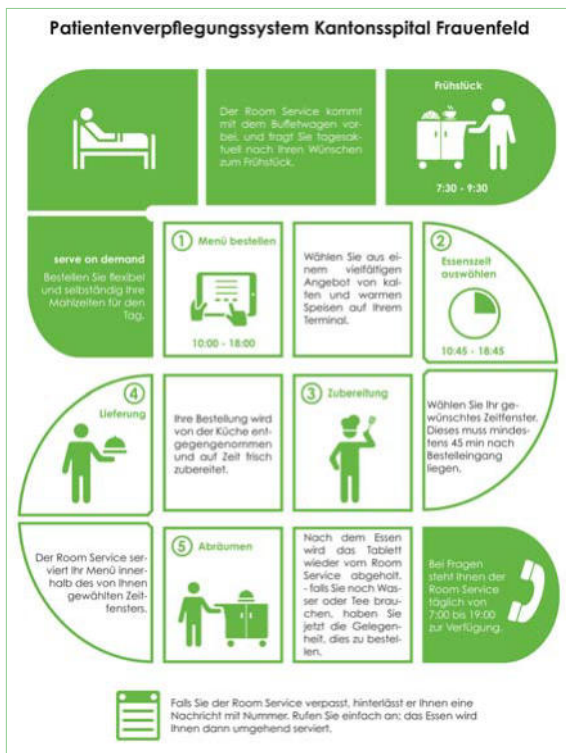 Patientenverpflegungssystem Kantonsspital Frauenfeld
Der Room Service kommt
mit dem Buffetwagen vor-
bei, und fragt Sie tagesak-
tuell nach Ihren Wünschen
zum Frühstück.
Frühstück
7:30 - 9:30
serve on demand
Bestellen Sie flexibel
und selbständig Ihre
Mahlzeiten für den
Tag.
1 Menü bestellen
10:00 - 18:00
Wählen Sie aus ei-
nem vielfältigen
Angebot von kal-
ten und warmen
Speisen auf Ihrem
Terminal.
2
Essenszeit
auswählen
10:45 - 18:45
Wählen Sie Ihr ge-
wünschtes Zeitfenster.
Dieses muss mindes-
tens 45 min nach
Bestelleingang
liegen.
3 Zubereitung
Ihre Bestellung wird
von der Küche ent-
gegengenommen
und auf Zeit frisch
zubereitet.
4
Lieferung
Der Room Service ser-
viert Ihr Menü inner-
halb des von Ihnen
gewählten Zeit-
fensters.
5 Abräumen
Nach dem Essen
wird das Tablett
wieder vom Room
Service abgeholt.
- falls Sie noch Was-
ser oder Tee brau-
chen, haben Sie
jetzt die Gelegen-
heit, dies zu bestel-
len.
Bei Fragen
steht Ihnen der
Room Service
täglich von
7:00 bis 19:00
zur Verfügung.
Falls Sie der Room Service verpasst, hinterlässt er Ihnen eine
Nachricht mit Nummer. Rufen Sie einfach an; das Essen wird
Ihnen dann umgehend serviert.